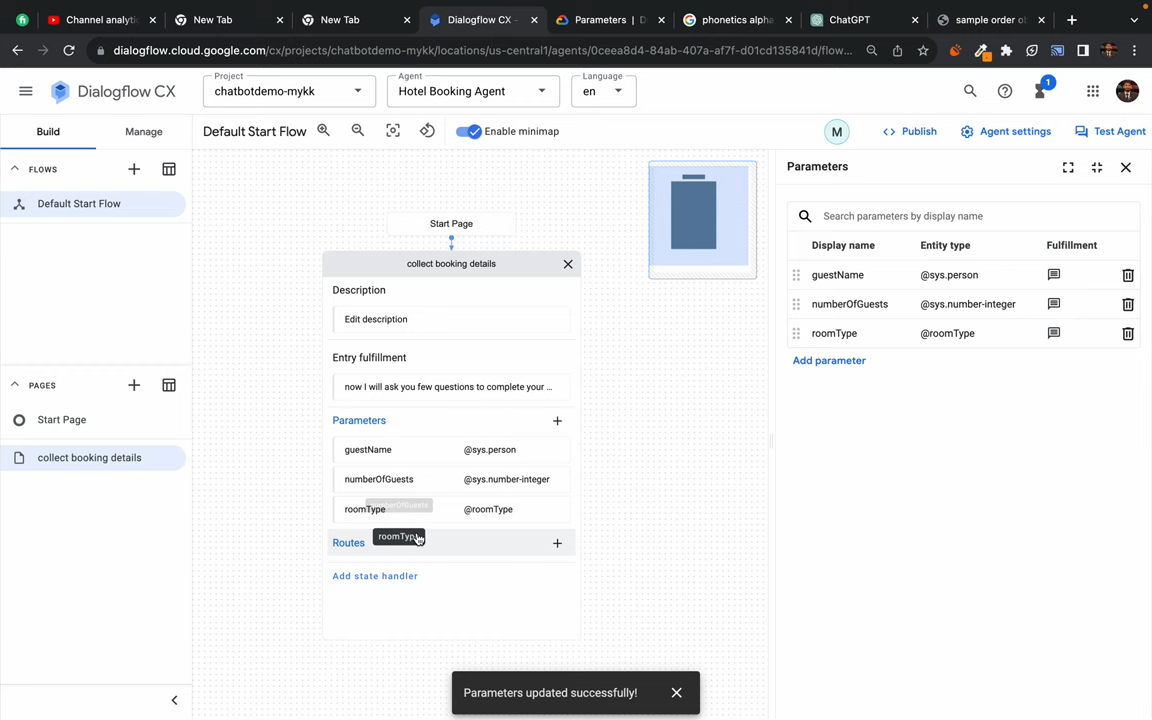 Channel analytic
New Tab
New Tab
Dialogflow CX -
Parameters | D
phonetics alpha
ChatGPT
sample order ob
dialogflow.cloud.google.com/cx/projects/chatbotdemo-mykk/locations/us-central1/agents/0ceea8d4-84ab-407a-af7f-d01cd135841d/flow...
Dialogflow CX
Project
chatbotdemo-mykk
Agent
Hotel Booking Agent
Language
en
1
Build
Manage
Default Start Flow
Enable minimap
M
Publish
Agent settings
Test Agent
FLOWS
Default Start Flow
PAGES
Start Page
collect booking details
Start Page
collect booking details
Description
Edit description
Entry fulfillment
now I will ask you few questions to complete your ...
Parameters
guestName @sys.person
numberOfGuests @sys.number-integer
numberOfGuests
roomType @roomType
Routes
roomType
Add state handler
Parameters
Search parameters by display name
Display name Entity type Fulfillment
guestName @sys.person
numberOfGuests @sys.number-integer
roomType @roomType
Add parameter
Parameters updated successfully!